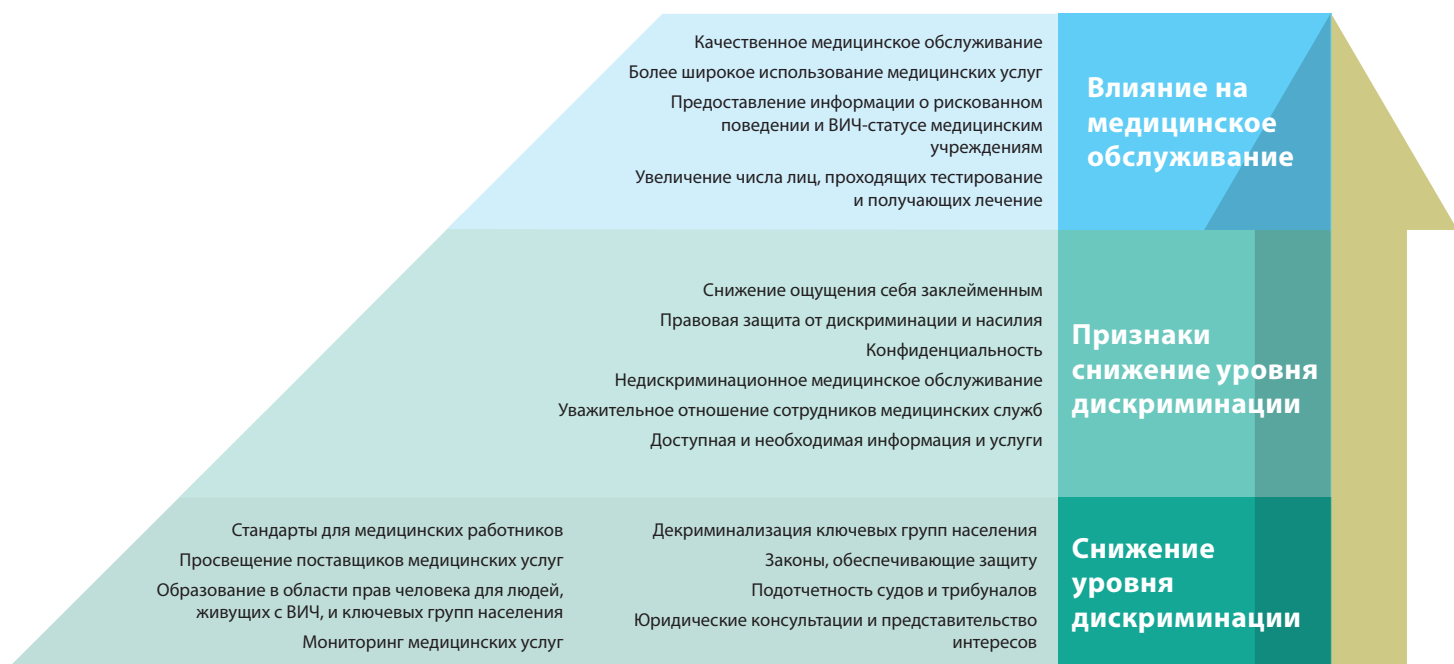 Качественное медицинское обслуживание
Более широкое использование медицинских услуг
Предоставление информации о рискованном
поведении и ВИЧ-статусе медицинским
учреждениям
Увеличение числа лиц, проходящих тестирование
и получающих лечение
Влияние на
медицинское
обслуживание
Снижение ощущения себя заклейменным
Правовая защита от дискриминации и насилия
Конфиденциальность
Недискриминационное медицинское обслуживание
Уважительное отношение сотрудников медицинских служб
Доступная и необходимая информация и услуги
Признаки
снижение уровня
дискриминации
Стандарты для медицинских работников
Просвещение поставщиков медицинских услуг
Образование в области прав человека для людей,
живущих с ВИЧ, и ключевых групп населения
Мониторинг медицинских услуг
Декриминализация ключевых групп населения
Законы, обеспечивающие защиту
Подотчетность судов и трибуналов
Юридические консультации и представительство
интересов
Снижение
уровня
дискриминации